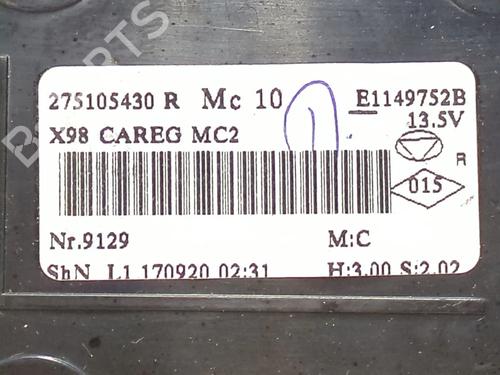 275105430 R Mc 10 E1149752B
13.5V
X98 CAREG MC2
R
015
Nr.9129 M:C
ShN L1 170920 02:31 H:3.00 S:2.02
PARTS